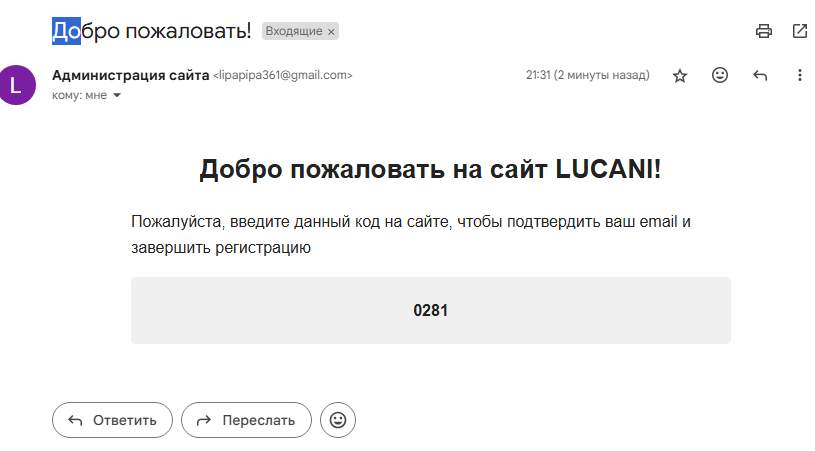 Добро пожаловать! Входящие ×
Администрация сайта <lipapipa361@gmail.com> 21:31 (2 минуты назад)
L
кому: мне
Добро пожаловать на сайт LUCANI!
Пожалуйста, введите данный код на сайте, чтобы подтвердить ваш email и
завершить регистрацию
0281
Ответить Переслать